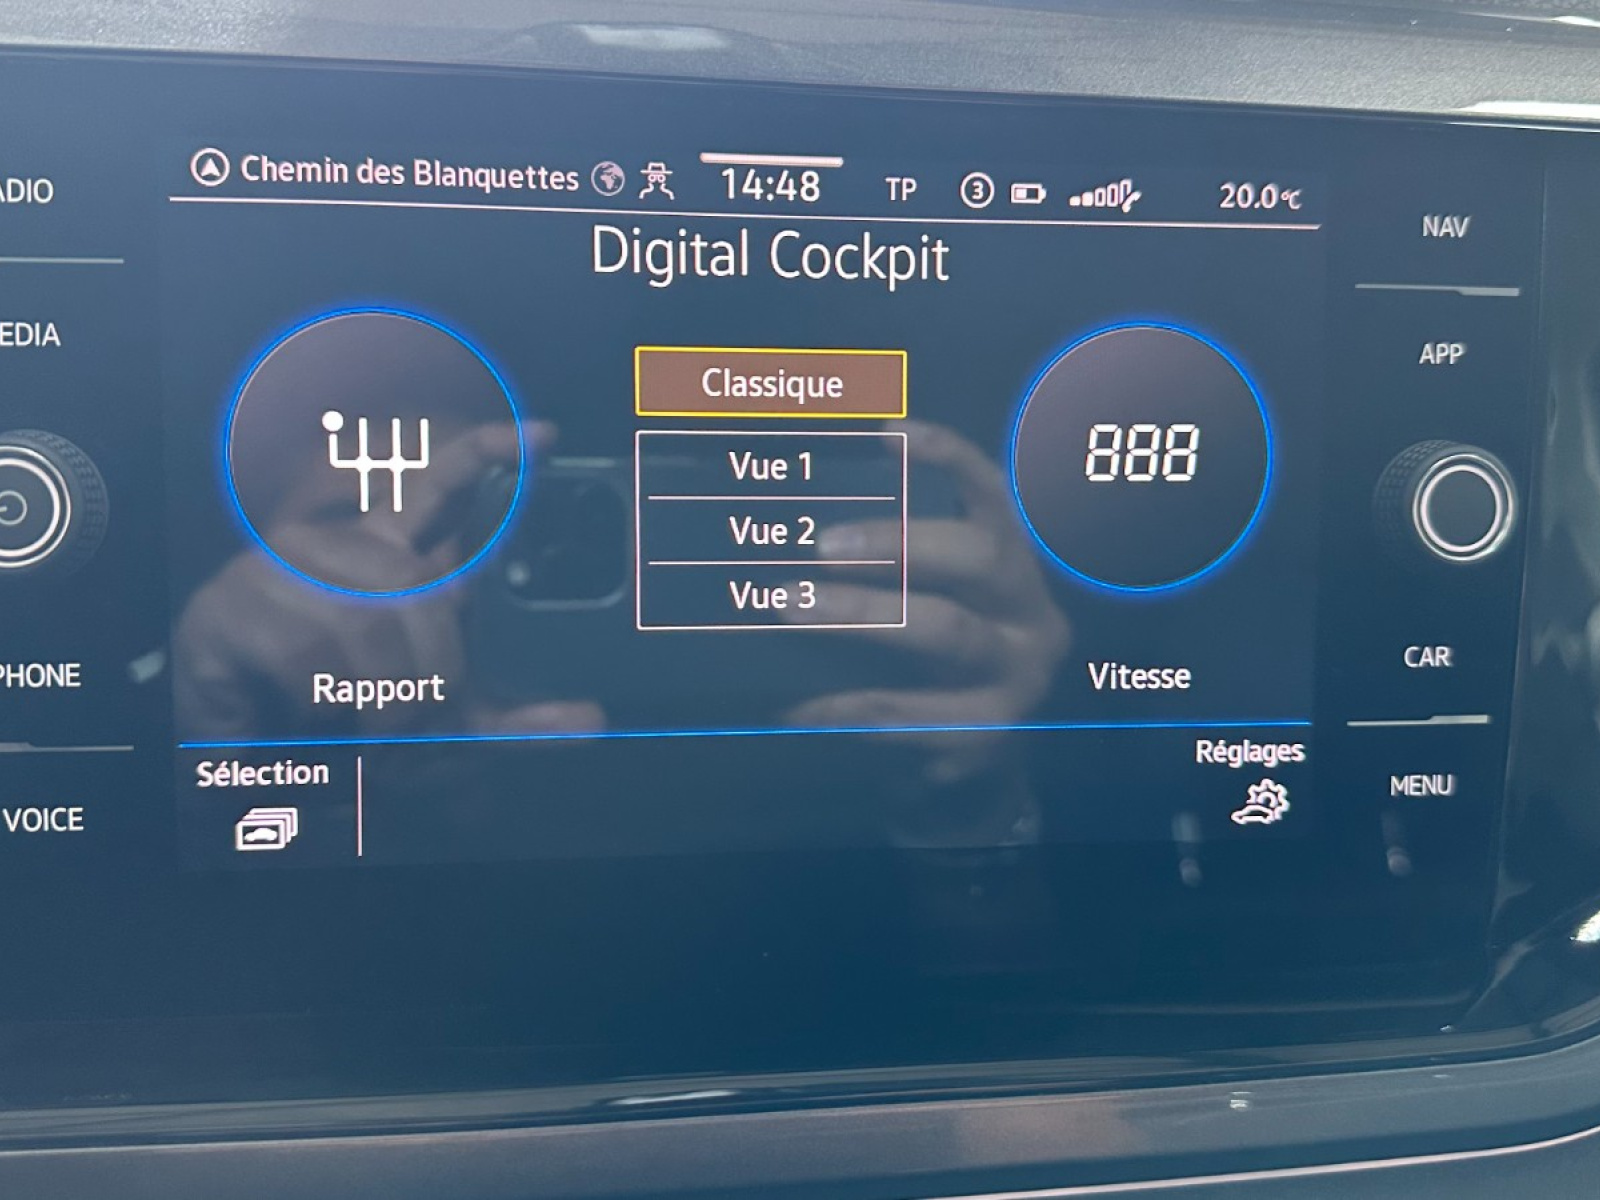 Chemin des Blanquettes 14:48 TP 3 20.0°C
Digital Cockpit
ADIO
EDIA
PHONE
VOICE
Classique
Vue 1
Vue 2
Vue 3
888
Rapport
Vitesse
Sélection
Réglages
NAV
APP
CAR
MENU